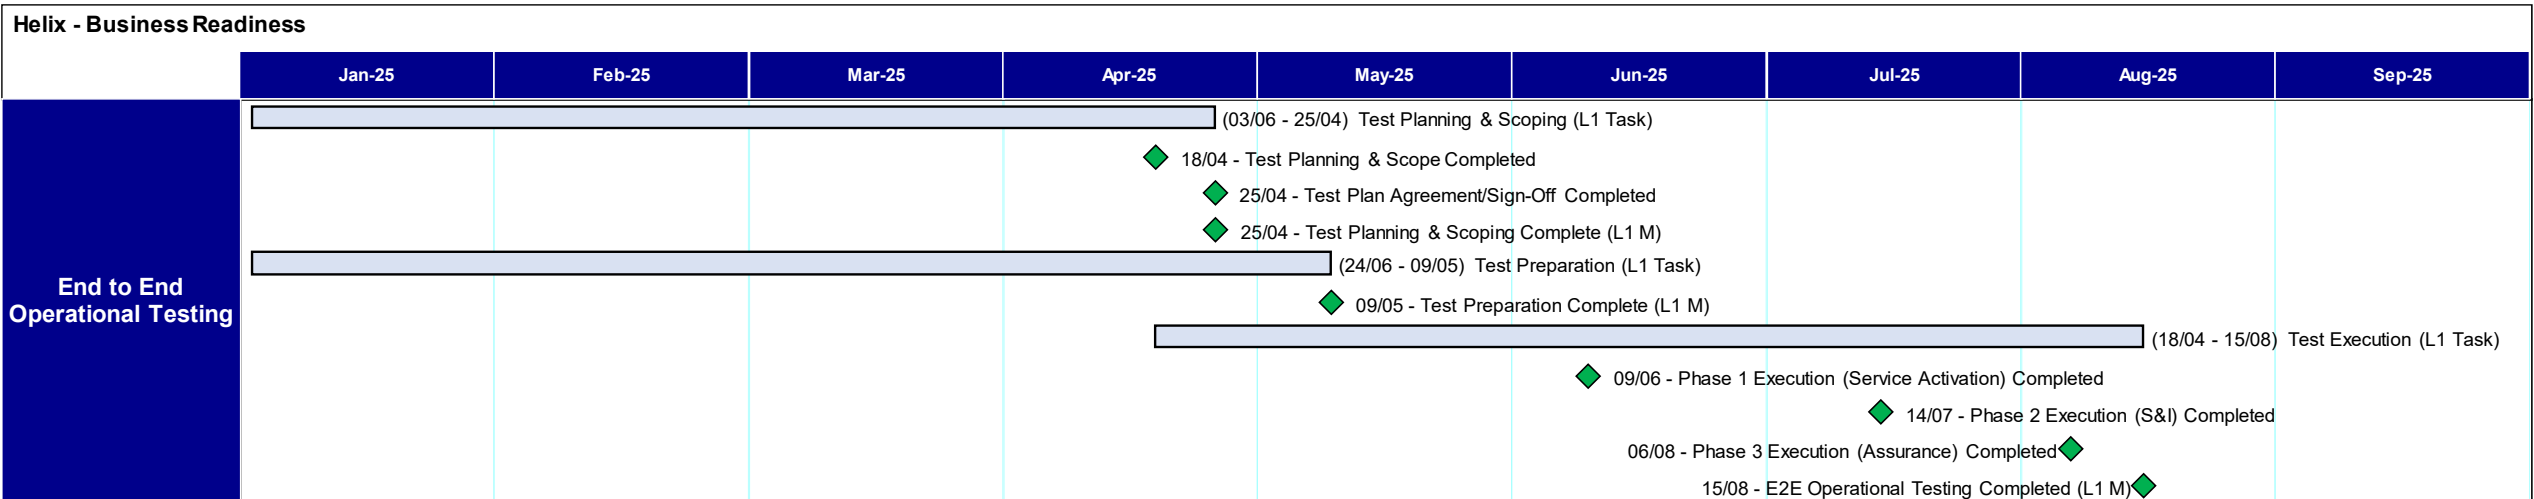 Helix - Business Readiness
Jan-25 Feb-25 Mar-25 Apr-25 May-25 Jun-25 Jul-25 Aug-25 Sep-25
End to End
Operational Testing
(03/06 - 25/04) Test Planning & Scoping (L1 Task)
18/04 - Test Planning & Scope Completed
25/04 - Test Plan Agreement/Sign-Off Completed
25/04 - Test Planning & Scoping Complete (L1 M)
(24/06 - 09/05) Test Preparation (L1 Task)
09/05 - Test Preparation Complete (L1 M)
(18/04 - 15/08) Test Execution (L1 Task)
09/06 - Phase 1 Execution (Service Activation) Completed
14/07 - Phase 2 Execution (S&I) Completed
06/08 - Phase 3 Execution (Assurance) Completed
15/08 - E2E Operational Testing Completed (L1 M)